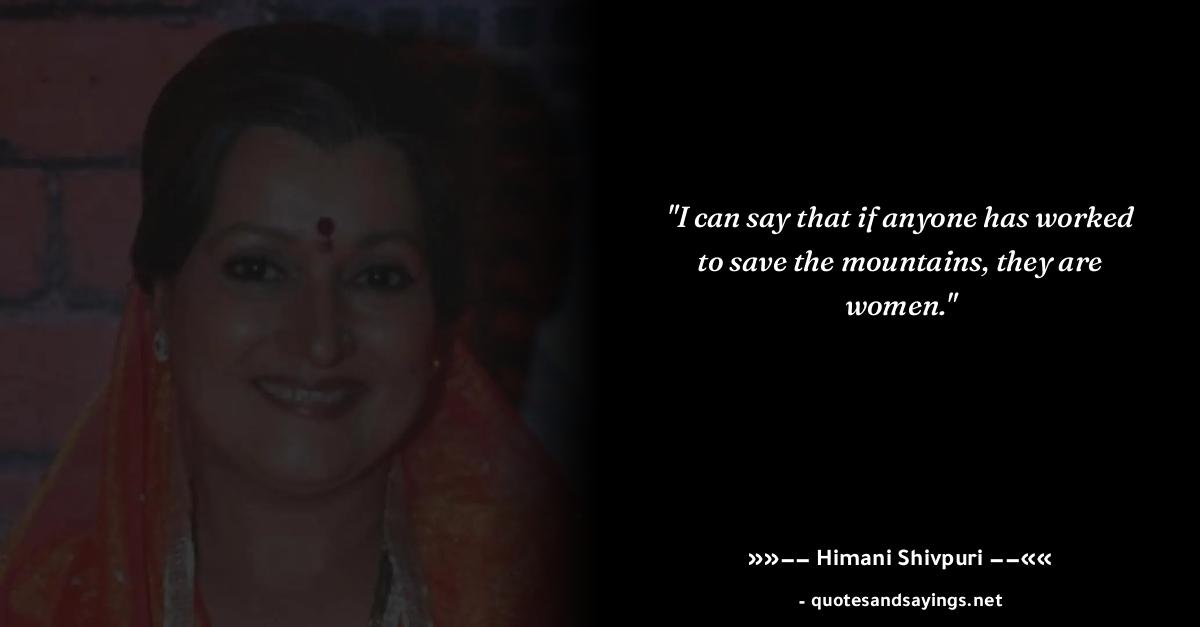 "I can say that if anyone has worked
to save the mountains, they are
women."
»»−− Himani Shivpuri −−««
- quotesandsayings.net